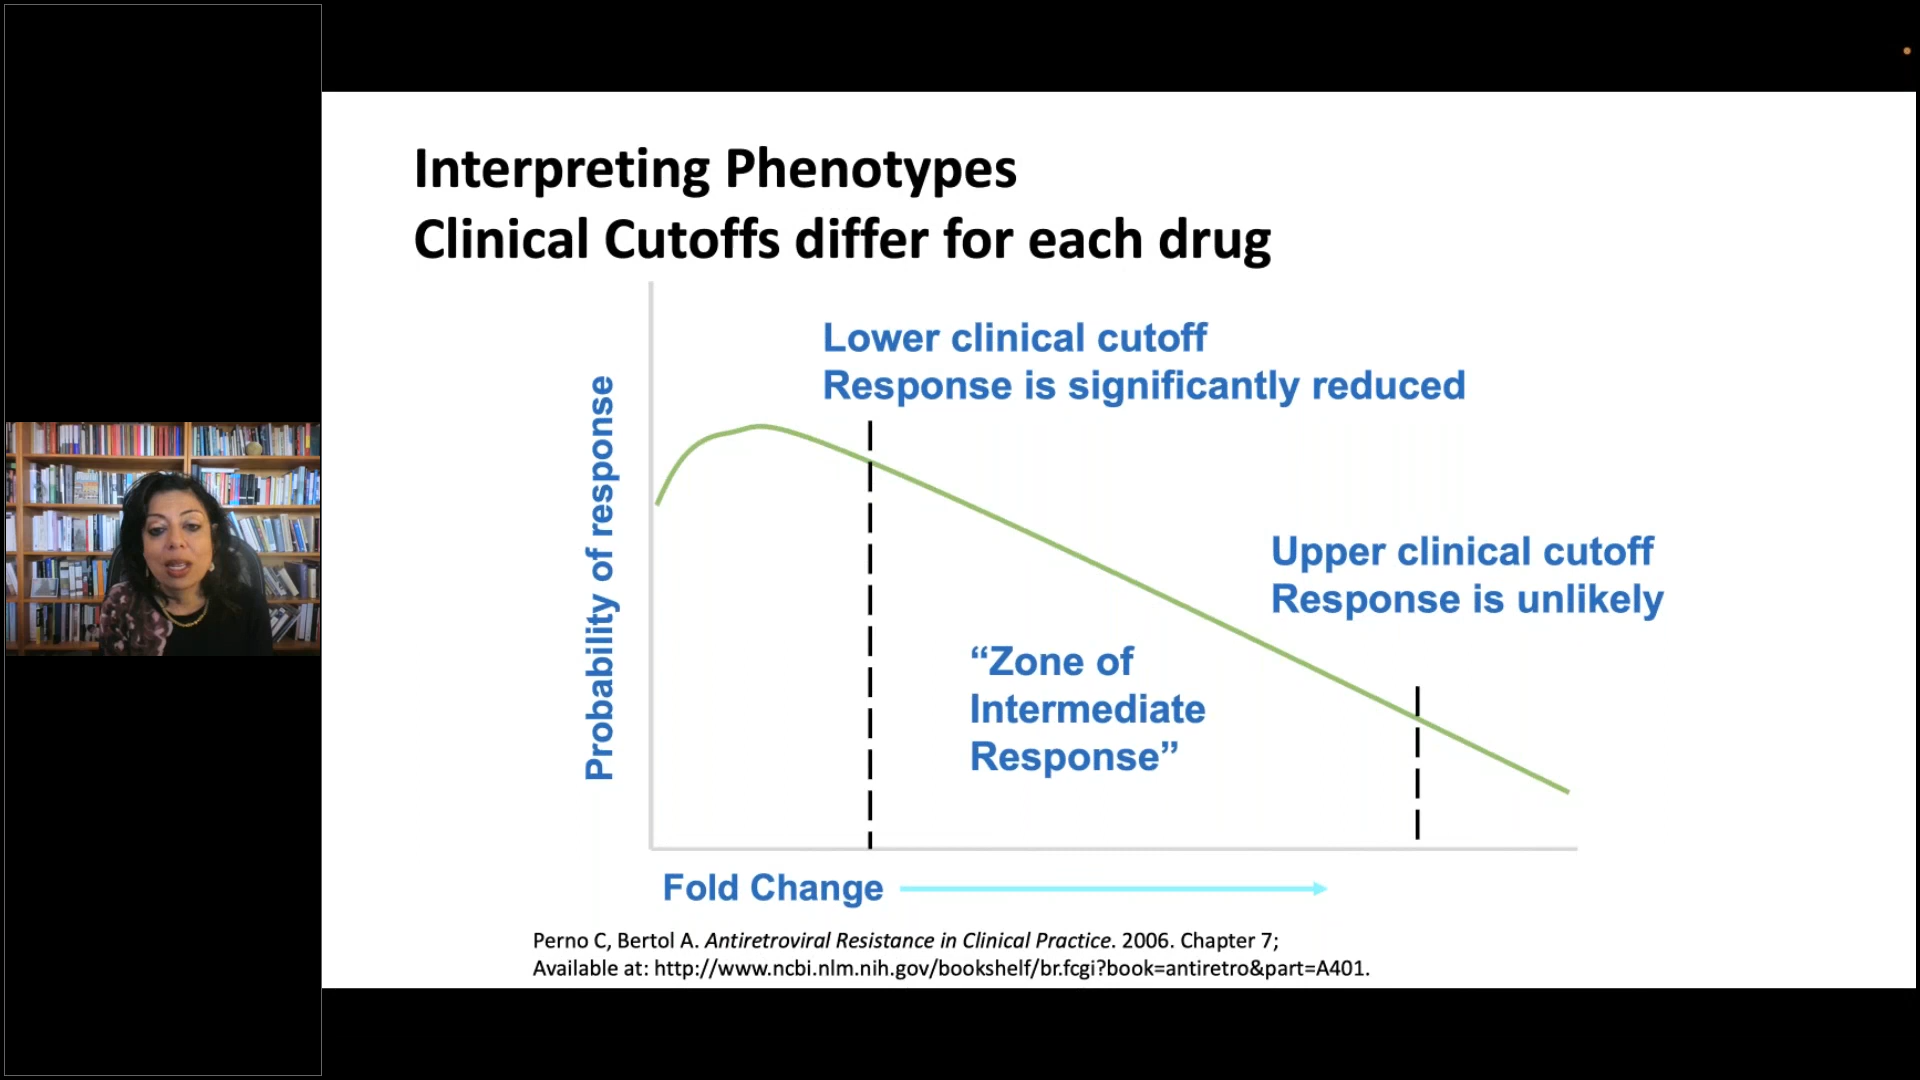 Interpreting Phenotypes
Clinical Cutoffs differ for each drug
Lower clinical cutoff
Response is significantly reduced
Probability of response
Upper clinical cutoff
Response is unlikely
“Zone of
Intermediate
Response”
Fold Change
Perno C, Bertol A. Antiretroviral Resistance in Clinical Practice. 2006. Chapter 7;
Available at: http://www.ncbi.nlm.nih.gov/bookshelf/br.fcgi?book=antiretro&part=A401.